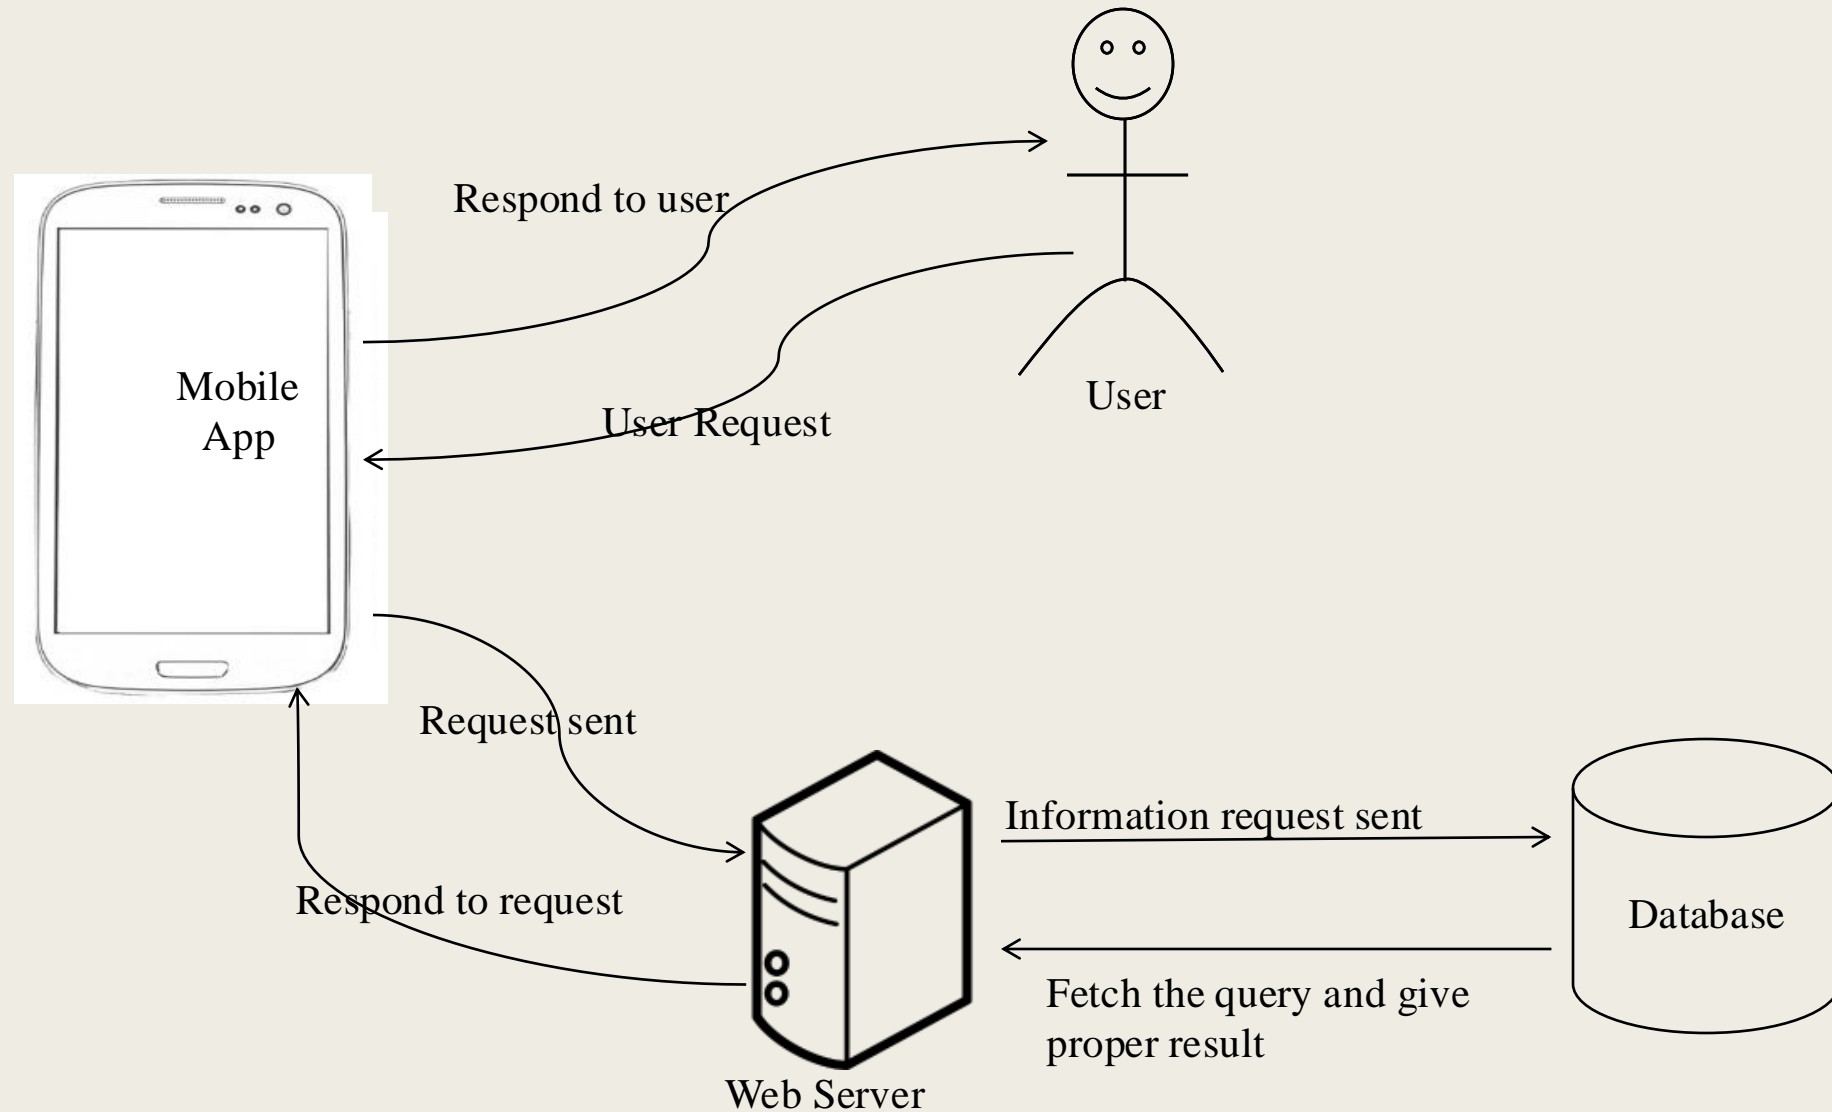 Respond to user
Mobile
App
User
User Request
Request sent
Information request sent
Respond to request
Database
Fetch the query and give
proper result
Web Server